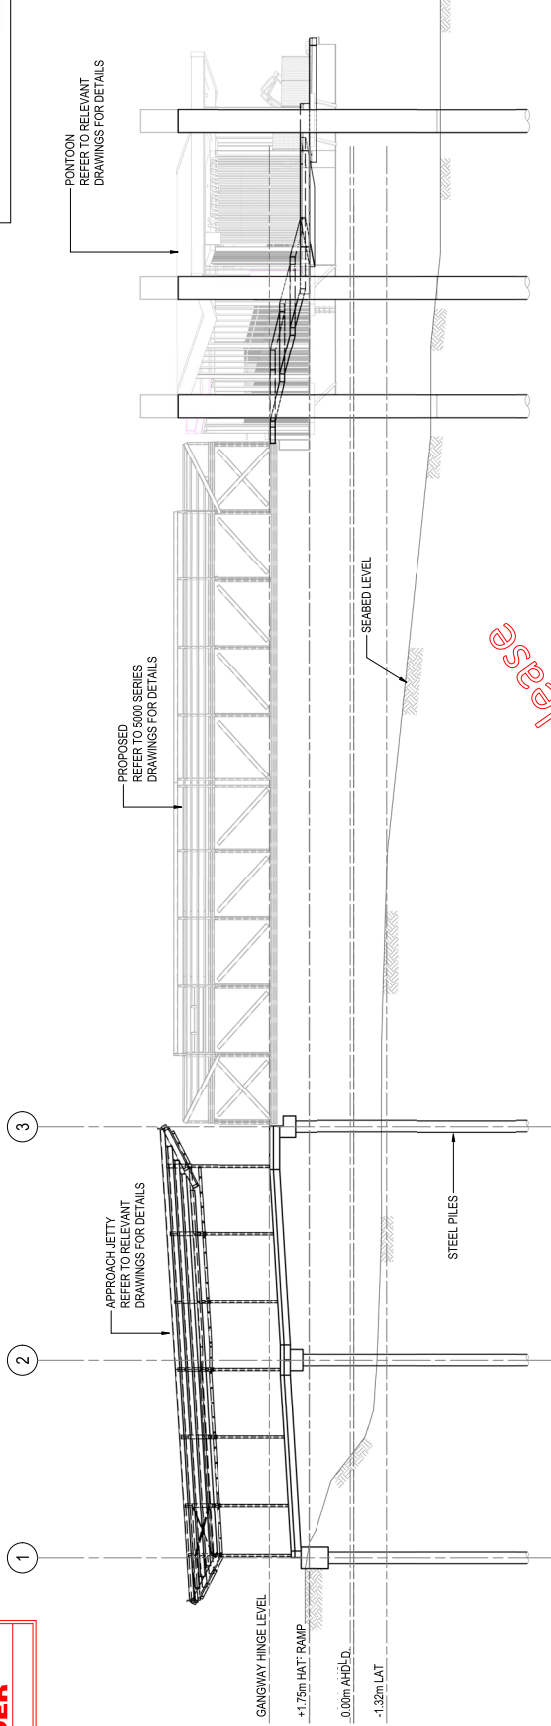 PONTOON
REFER TO RELEVANT
DRAWINGS FOR DETAILS
PROPOSED
REFER TO 5000 SERIES
DRAWINGS FOR DETAILS
SEABED LEVEL
APPROACH JETTY
REFER TO RELEVANT
DRAWINGS FOR DETAILS
STEEL PILES
3
2
1
GANGWAY HINGE LEVEL
+1.75m HAT RAMP
0.00m AHD
-1.32m LAT